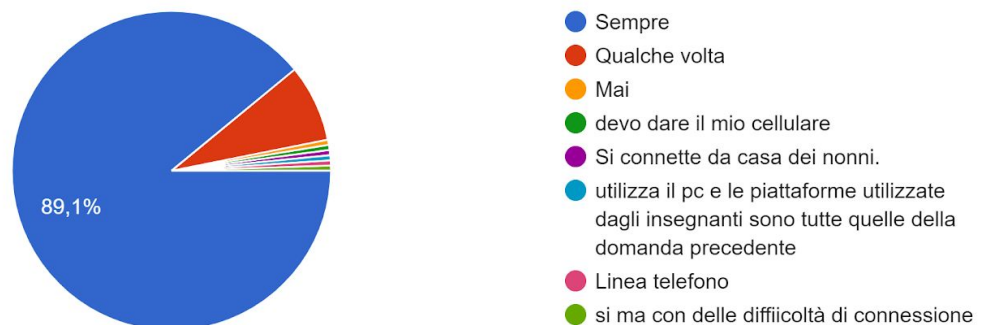 89,1%
Sempre
Qualche volta
Mai
devo dare il mio cellulare
Si connette da casa dei nonni.
utilizza il pc e le piattaforme utilizzate
dagli insegnanti sono tutte quelle della
domanda precedente
Linea telefono
si ma con delle diffiicoltà di connessione